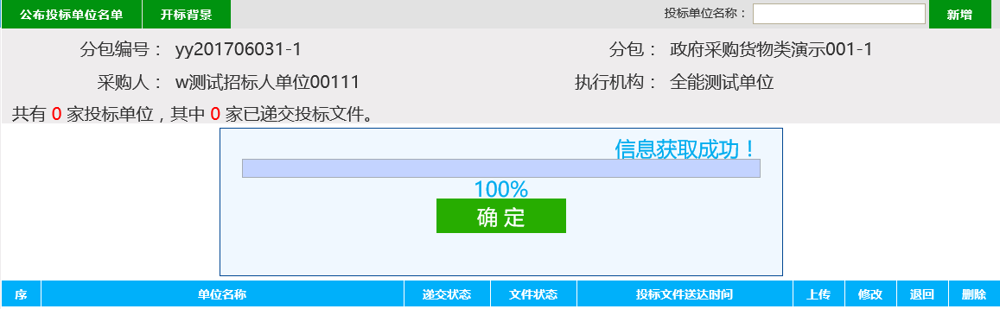 公布投标单位名单 开标背景 投标单位名称： 新增
分包编号： yy201706031-1 分包： 政府采购货物类演示001-1
采购人： w测试招标人单位00111 执行机构： 全能测试单位
共有 0 家投标单位，其中 0 家已递交投标文件。
信息获取成功！
100%
确 定
序 单位名称 递交状态 文件状态 投标文件送达时间 上传 修改 退回 删除